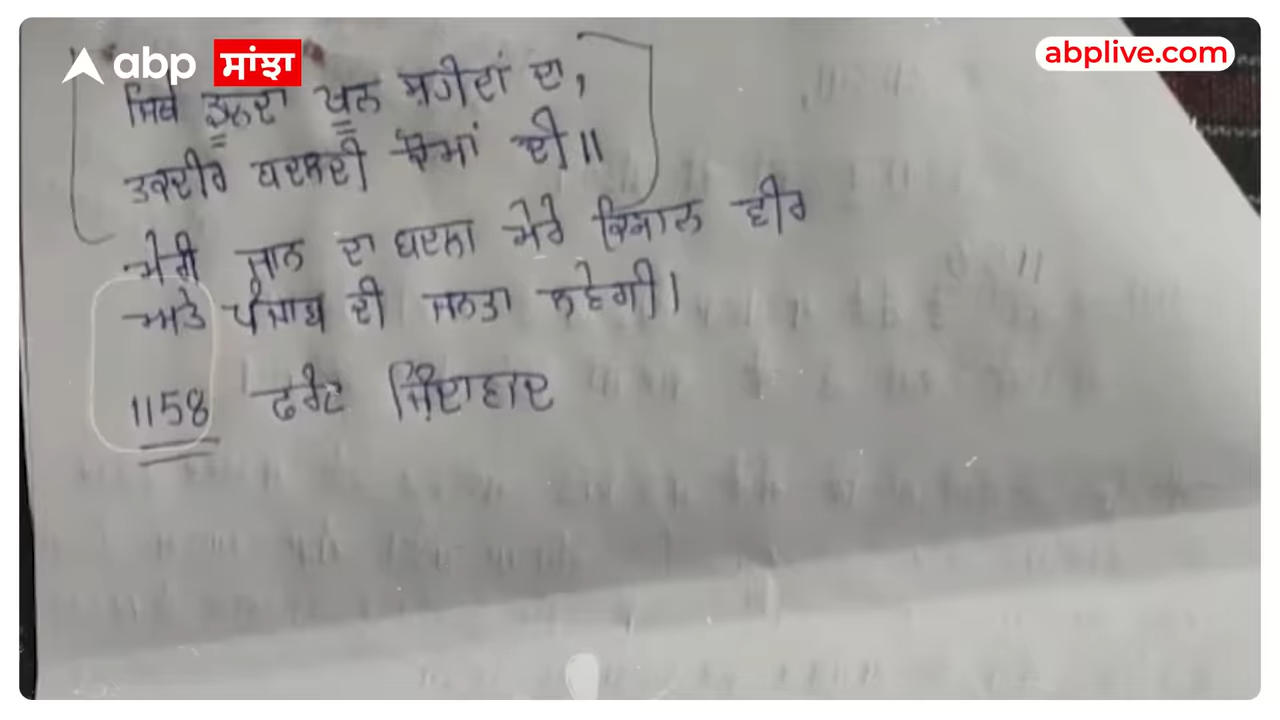 abp ਸਾਂਝਾ
abplive.com
ਜਿਥੇ ਡੁਲਦਾ ਖੂਨ ਸ਼ਹੀਦਾਂ ਦਾ,
ਤਕਦੀਰ ਬਦਲਦੀ ਕੌਮਾਂ ਦੀ॥
ਮੇਰੀ ਜਾਨ ਦਾ ਬਦਲਾ ਮੇਰੇ ਕਿਸਾਨ ਵੀਰ
ਅਤੇ ਪੰਜਾਬ ਦੀ ਜਨਤਾ ਲਵੇਗੀ।
1158 ਫਰੰਟ ਜ਼ਿੰਦਾਬਾਦ